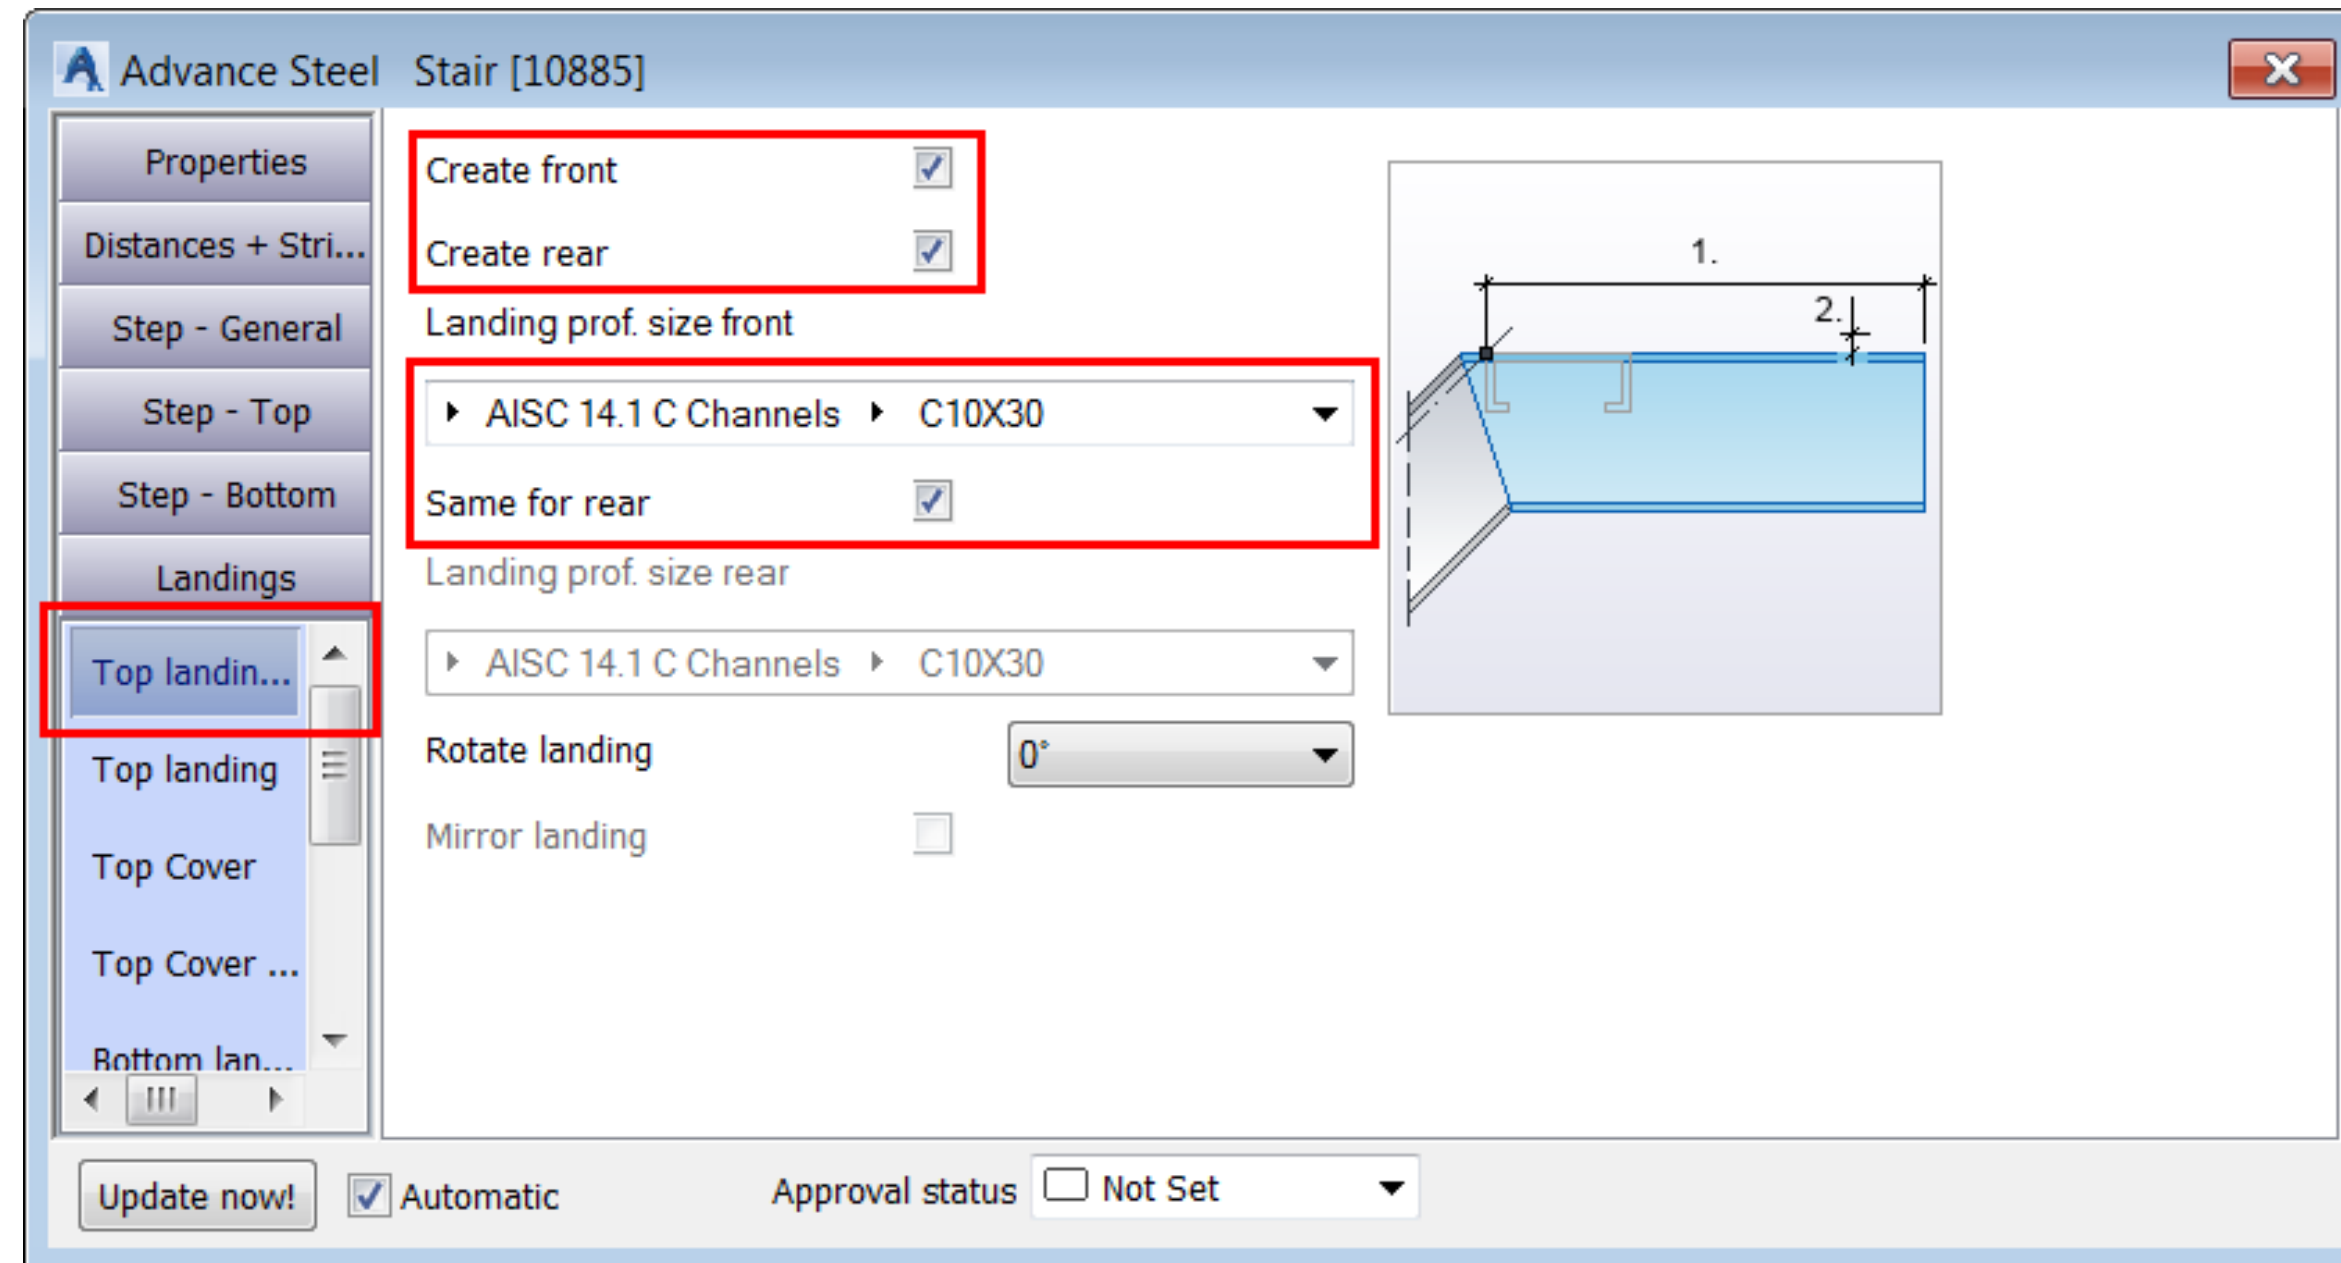 Advance Steel Stair [10885]
Properties
Distances + Stri...
Step - General
Step - Top
Step - Bottom
Landings
Top landin...
Top landing
Top Cover
Top Cover ...
Bottom lan...
Create front
Create rear
Landing prof. size front
AISC 14.1 C Channels C10X30
Same for rear
Landing prof. size rear
AISC 14.1 C Channels C10X30
Rotate landing 0°
Mirror landing
1.
2.
Update now! Automatic Approval status Not Set